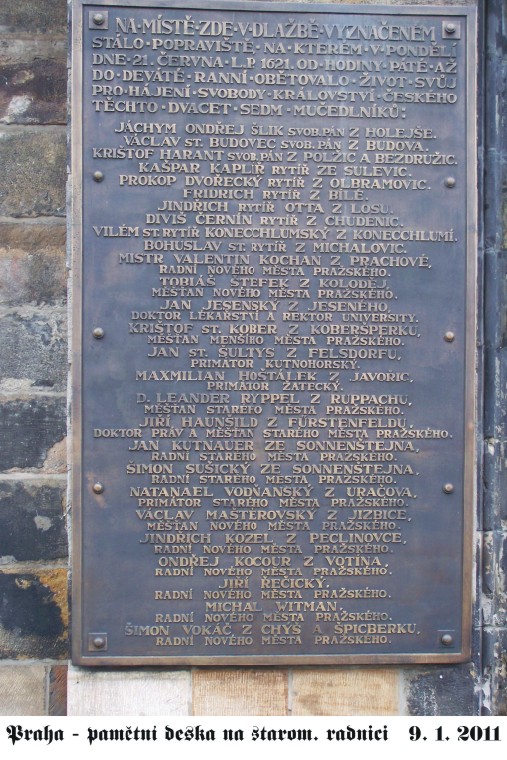 NA·MÍSTĚ·ZDE·V·DLAŽBĚ·VYZNAČENÉM
STÁLO·POPRAVIŠTĚ,·NA·KTERÉM·V·PONDĚLÍ
DNE·21.ČERVNA·L.P.1621.OD·HODINY·PÁTÉ·AŽ
DO·DEVÁTÉ·RANNÍ·OBĚTOVALO·ŽIVOT·SVŮJ
PRO·HÁJENÍ·SVOBODY·KRÁLOVSTVÍ·ČESKÉHO
TĚCHTO·DVACET·SEDM·MUČEDLNÍKŮ:
JÁCHYM ONDŘEJ ŠLIK SVOB.PÁN Z HOLEJŠE.
VÁCLAV ST. BUDOVEC SVOB.PÁN Z BUDOVA.
KRIŠTOF HARANT SVOB.PÁN Z POLŽIC A BEZDRUŽIC.
KAŠPAR KAPLÍŘ RYTÍŘ ZE SULEVIC.
PROKOP DVOŘECKÝ RYTÍŘ Z OLBRAMOVIC.
FRIDRICH RYTÍŘ Z BÍLÉ.
JINDŘICH RYTÍŘ OTTA Z LOSU.
DIVIŠ ČERNÍN RYTÍŘ Z CHUDENIC.
VILÉM ST.RYTÍŘ KONECCHLUMSKÝ Z KONECCHLUMÍ.
BOHUSLAV ST.RYTÍŘ Z MICHALOVIC.
MISTR VALENTIN KOCHAN Z PRACHOVÉ,
RADNÍ NOVÉHO MĚSTA PRAŽSKÉHO.
TOBIÁŠ ŠTEFEK Z KOLODĚJ,
MĚŠŤAN NOVÉHO MĚSTA PRAŽSKÉHO.
JAN JESENSKÝ Z JESENÉHO,
DOKTOR LÉKAŘSTVÍ A REKTOR UNIVERSITY.
KRIŠTOF ST. KOBER Z KOBERŠPERKU,
MĚŠŤAN MENŠÍHO MĚSTA PRAŽSKÉHO.
JAN ST. ŠULTYS Z FELSDORFU,
PRIMÁTOR KUTNOHORSKÝ.
MAXMILIAN HOŠŤÁLEK Z JAVOŘIC,
PRIMÁTOR ŽATECKÝ.
D. LEANDER RYPPEL Z RUPPACHU,
MĚŠŤAN STARÉHO MĚSTA PRAŽSKÉHO.
JIŘÍ HAUNŠILD Z FÜRSTENFELDU,
DOKTOR PRÁV A MĚŠŤAN STARÉHO MĚSTA PRAŽSKÉHO.
JAN KUTNAUER ZE SONNENŠTEJNA,
RADNÍ STARÉHO MĚSTA PRAŽSKÉHO.
ŠIMON SUŠICKÝ ZE SONNENŠTEJNA,
RADNÍ STARÉHO MĚSTA PRAŽSKÉHO.
NATANAEL VODŇANSKÝ Z URAČOVA,
PRIMÁTOR STARÉHO MĚSTA PRAŽSKÉHO.
VÁCLAV MAŠTEROVSKÝ Z JIZBICE,
MĚŠŤAN NOVÉHO MĚSTA PRAŽSKÉHO.
JINDŘICH KOZEL Z PECLINOVCE,
RADNÍ NOVÉHO MĚSTA PRAŽSKÉHO.
ONDŘEJ KOCOUR Z VOTÍNA,
RADNÍ NOVÉHO MĚSTA PRAŽSKÉHO.
JIŘÍ ŘEČICKÝ,
RADNÍ NOVÉHO MĚSTA PRAŽSKÉHO.
MICHAL WITMAN,
RADNÍ NOVÉHO MĚSTA PRAŽSKÉHO.
ŠIMON VOKÁČ Z CHÝŠ A ŠPICBERKU,
RADNÍ NOVÉHO MĚSTA PRAŽSKÉHO.
Praha - pamětní deska na starom. radnici 9. 1. 2011